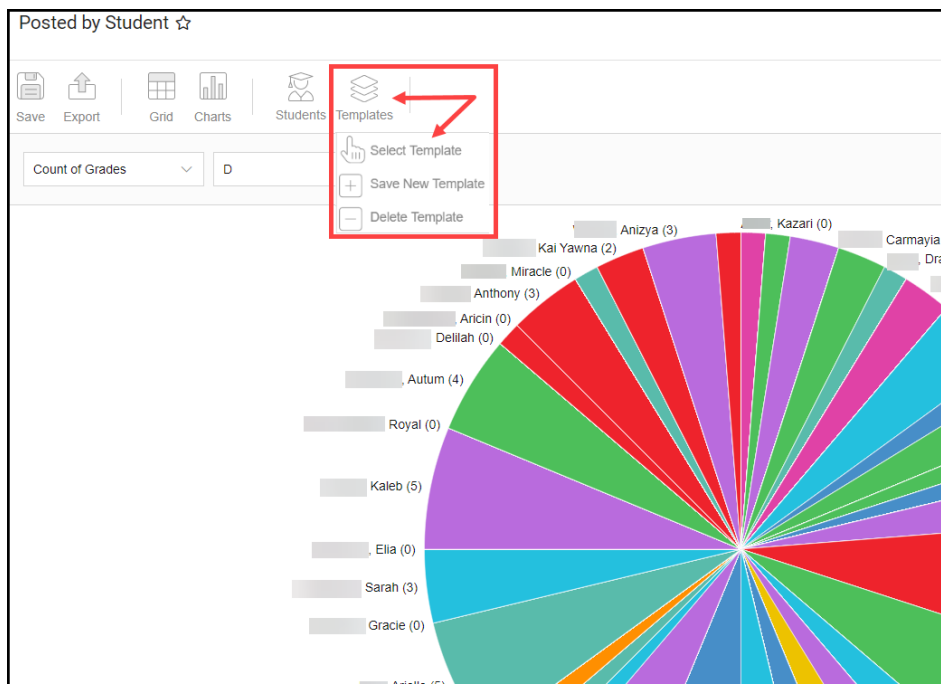 Posted by Student
Save Export Grid Charts Students Templates
Select Template
Count of Grades D
Save New Template
Delete Template
Anizya (3)
, Kazari (0)
Kai Yawna (2)
Carmayia
, Dra
Miracle (0)
Anthony (3)
, Aricin (0)
Delilah (0)
, Autum (4)
Royal (0)
Kaleb (5)
, Elia (0)
Sarah (3)
Gracie (0)